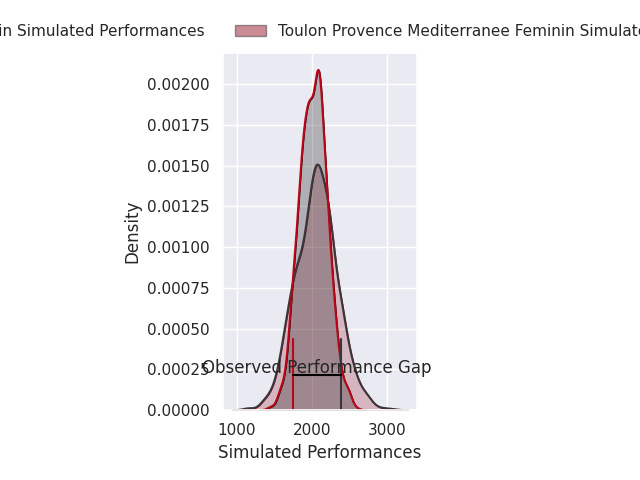 in Simulated Performances
Toulon Provence Mediterranee Feminin Simulate
0.00200
0.00175
0.00150
0.00125
0.00100
0.00075
0.00050
0.00025
0.00000
Density
Observed Performance Gap
1000 2000 3000
Simulated Performances